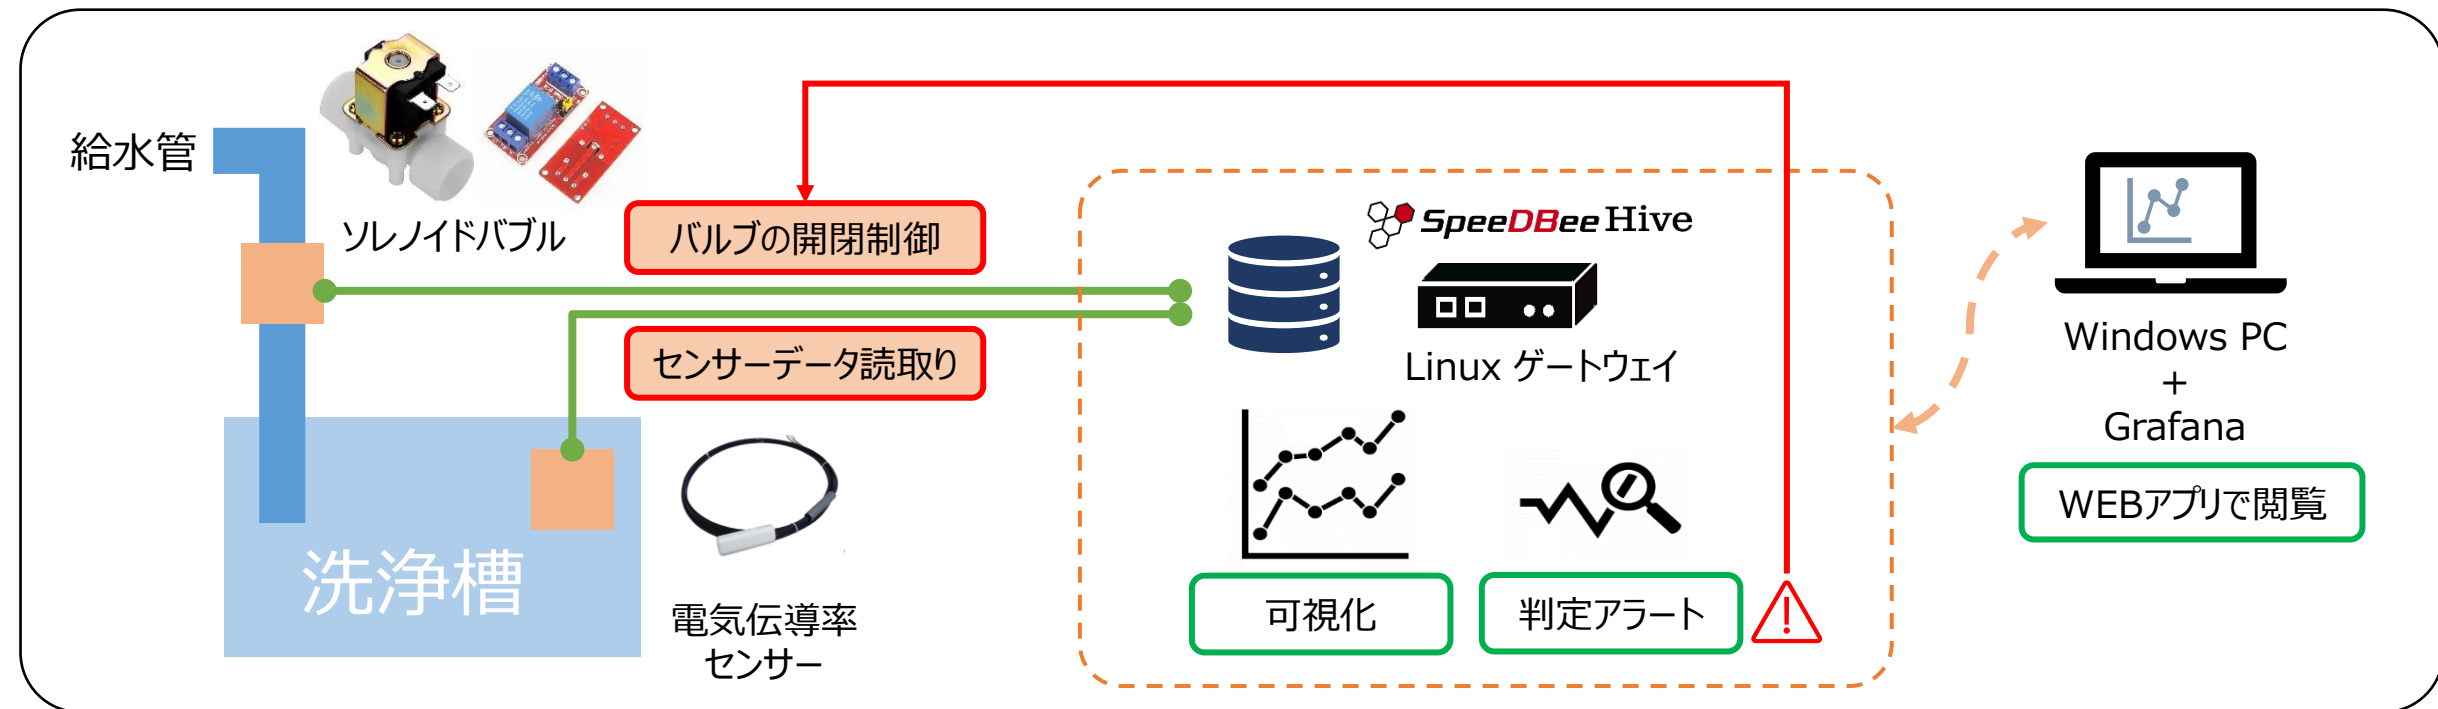 給水管
ソレノイドバブル
バルブの開閉制御
センサーデータ読取り
洗浄槽
電気伝導率
センサー
SpeeDBee Hive
Linux ゲートウェイ
可視化
判定アラート
Windows PC
+
Grafana
WEBアプリで閲覧